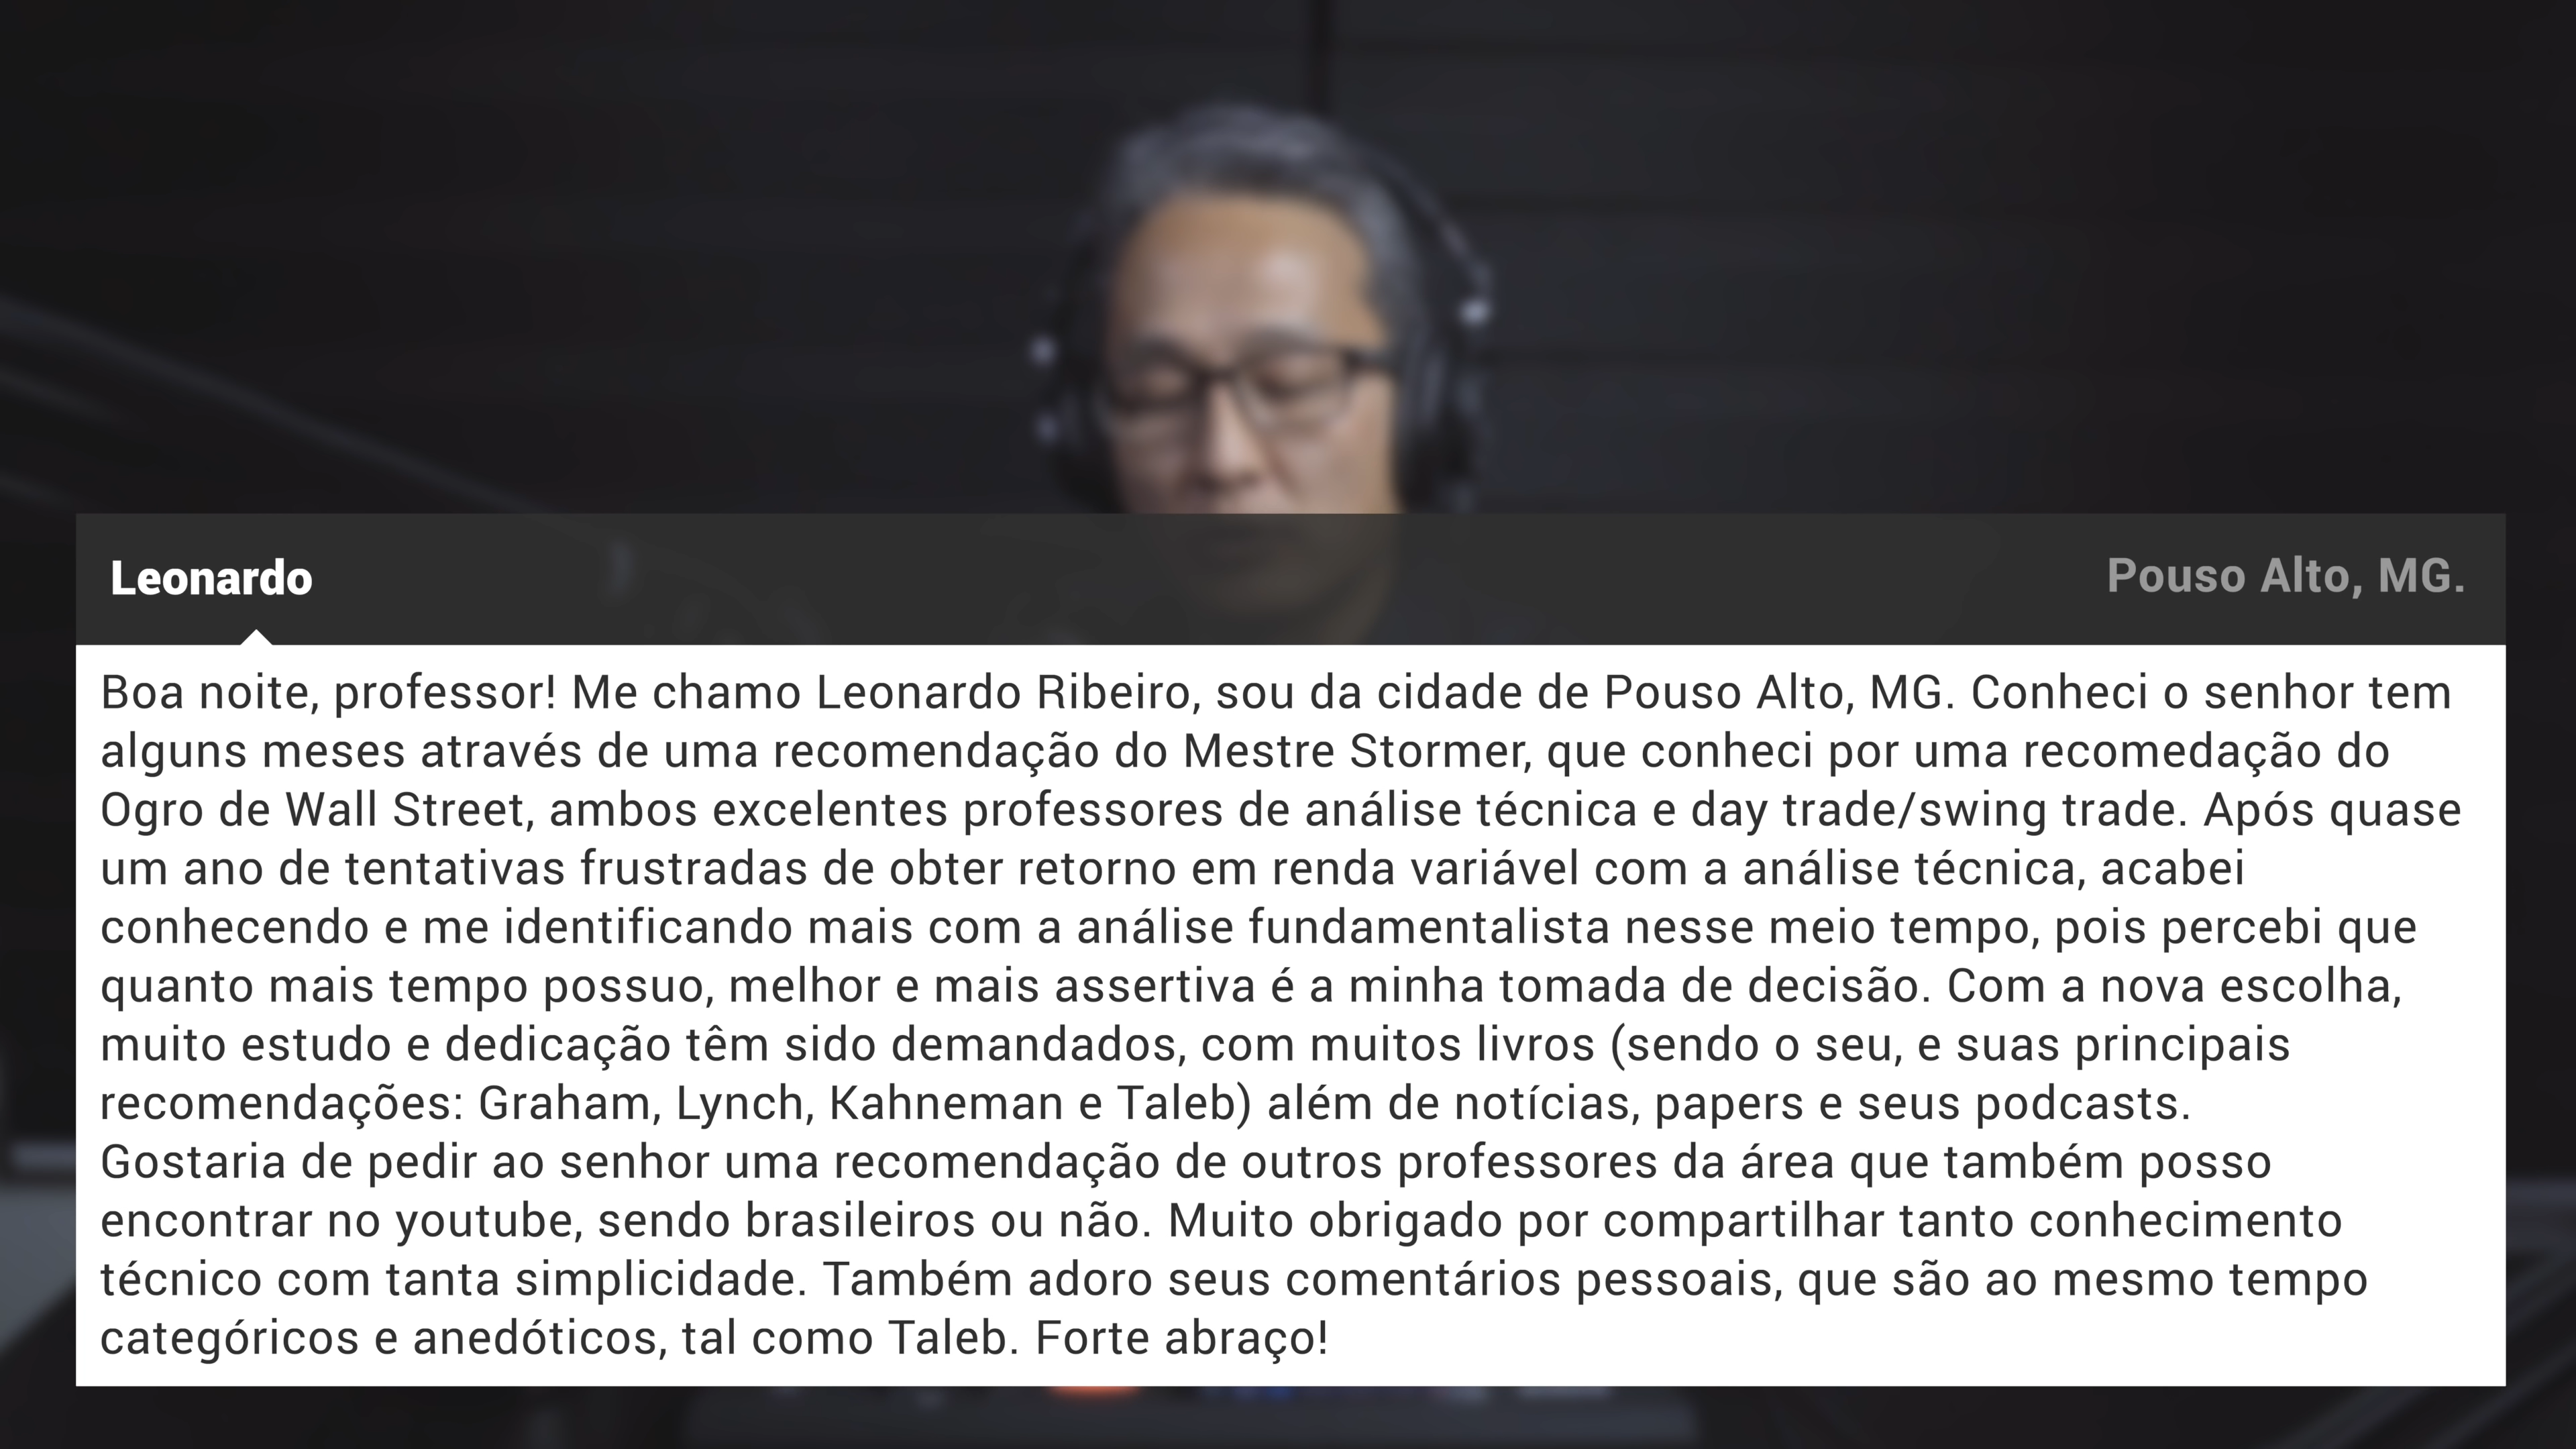 Leonardo
Pouso Alto, MG.
Boa noite, professor! Me chamo Leonardo Ribeiro, sou da cidade de Pouso Alto, MG. Conheci o senhor tem
alguns meses através de uma recomendação do Mestre Stormer, que conheci por uma recomedação do
Ogro de Wall Street, ambos excelentes professores de análise técnica e day trade/swing trade. Após quase
um ano de tentativas frustradas de obter retorno em renda variável com a análise técnica, acabei
conhecendo e me identificando mais com a análise fundamentalista nesse meio tempo, pois percebi que
quanto mais tempo possuo, melhor e mais assertiva é a minha tomada de decisão. Com a nova escolha,
muito estudo e dedicação têm sido demandados, com muitos livros (sendo o seu, e suas principais
recomendações: Graham, Lynch, Kahneman e Taleb) além de notícias, papers e seus podcasts.
Gostaria de pedir ao senhor uma recomendação de outros professores da área que também posso
encontrar no youtube, sendo brasileiros ou não. Muito obrigado por compartilhar tanto conhecimento
técnico com tanta simplicidade. Também adoro seus comentários pessoais, que são ao mesmo tempo
categóricos e anedóticos, tal como Taleb. Forte abraço!